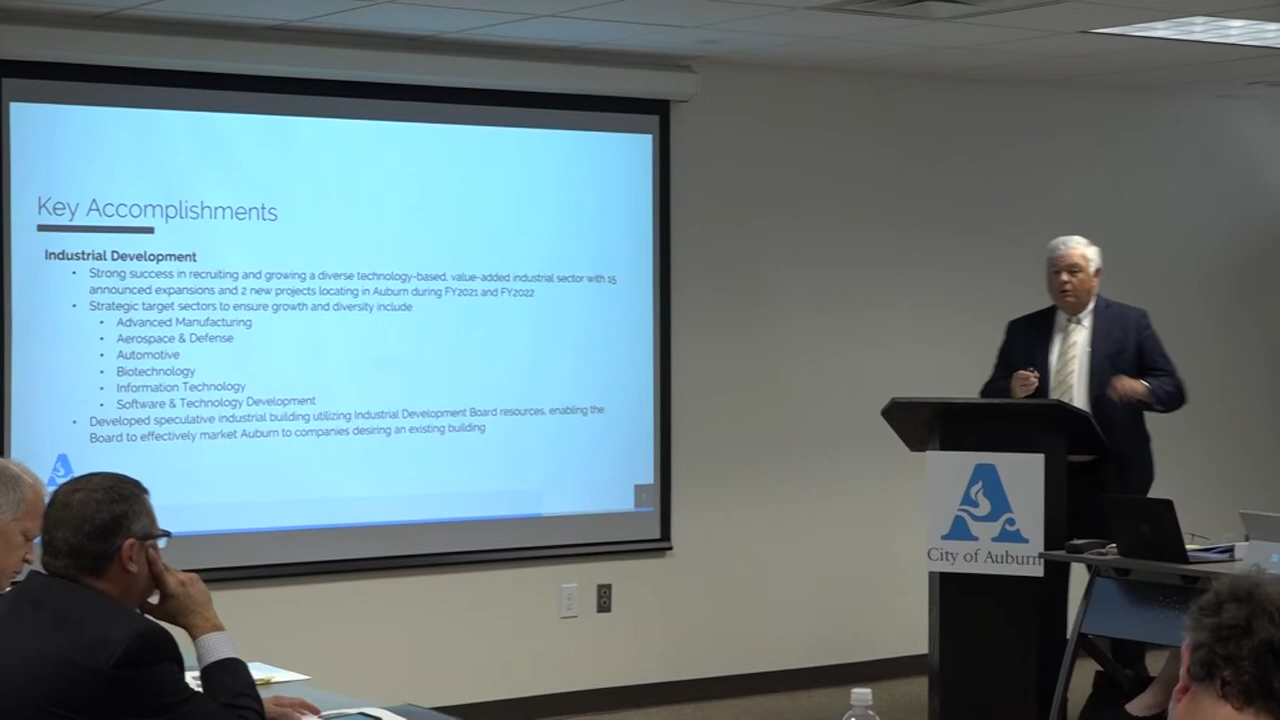 Key Accomplishments
Industrial Development
• Strong success in recruiting and growing a diverse technology-based, value-added industrial sector with 15
announced expansions and 2 new projects locating in Auburn during FY2021 and FY2022
• Strategic target sectors to ensure growth and diversity include
• Advanced Manufacturing
• Aerospace & Defense
• Automotive
• Biotechnology
• Information Technology
• Software & Technology Development
• Developed speculative industrial building utilizing Industrial Development Board resources, enabling the
Board to effectively market Auburn to companies desiring an existing building
A
City of Auburn